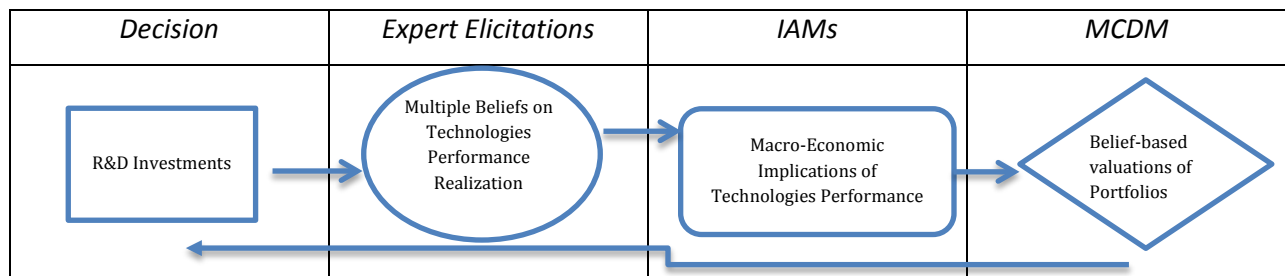 Decision
Expert Elicitations
IAMs
MCDM
R&D Investments
Multiple Beliefs on
Technologies
Performance
Realization
Macro-Economic
Implications of
Technologies Performance
Belief-based
valuations of
Portfolios